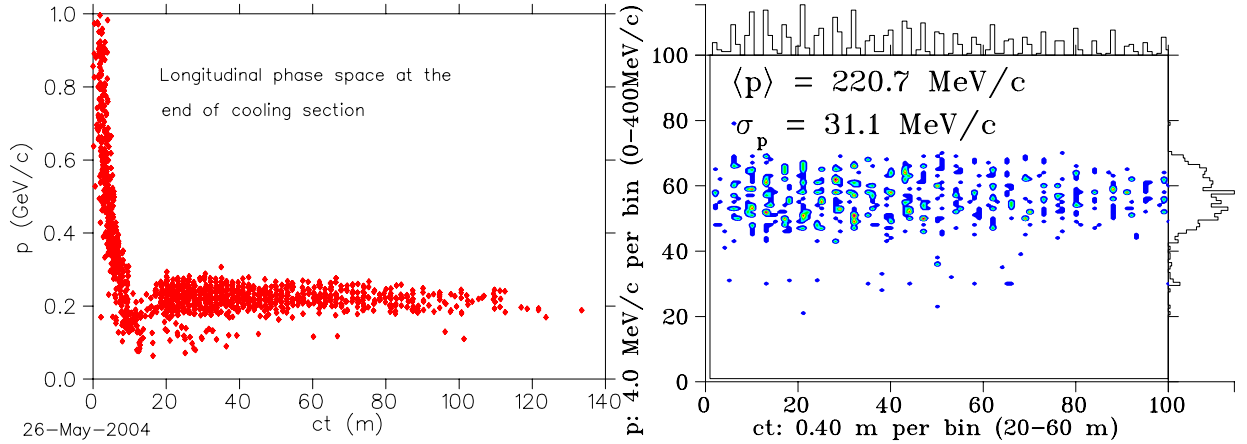 1.0
0.8
0.6
0.4
0.2
0.0
p (GeV/c)
Longitudinal phase space at the
end of cooling section
0 20 40 60 80 100 120 140
ct (m)
26-May-2004
p: 4.0 MeV/c per bin (0-400MeV/c)
100
80
60
40
20
0
⟨p⟩ = 220.7 MeV/c
σp = 31.1 MeV/c
0 20 40 60 80 100
ct: 0.40 m per bin (20-60 m)